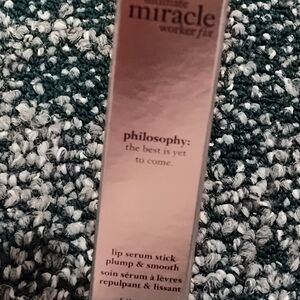 ultimate
miracle
worker fix
philosophy:
the best is yet
to come.
lip serum stick
plump & smooth
soin sérum à lèvres
repulpant & lissant